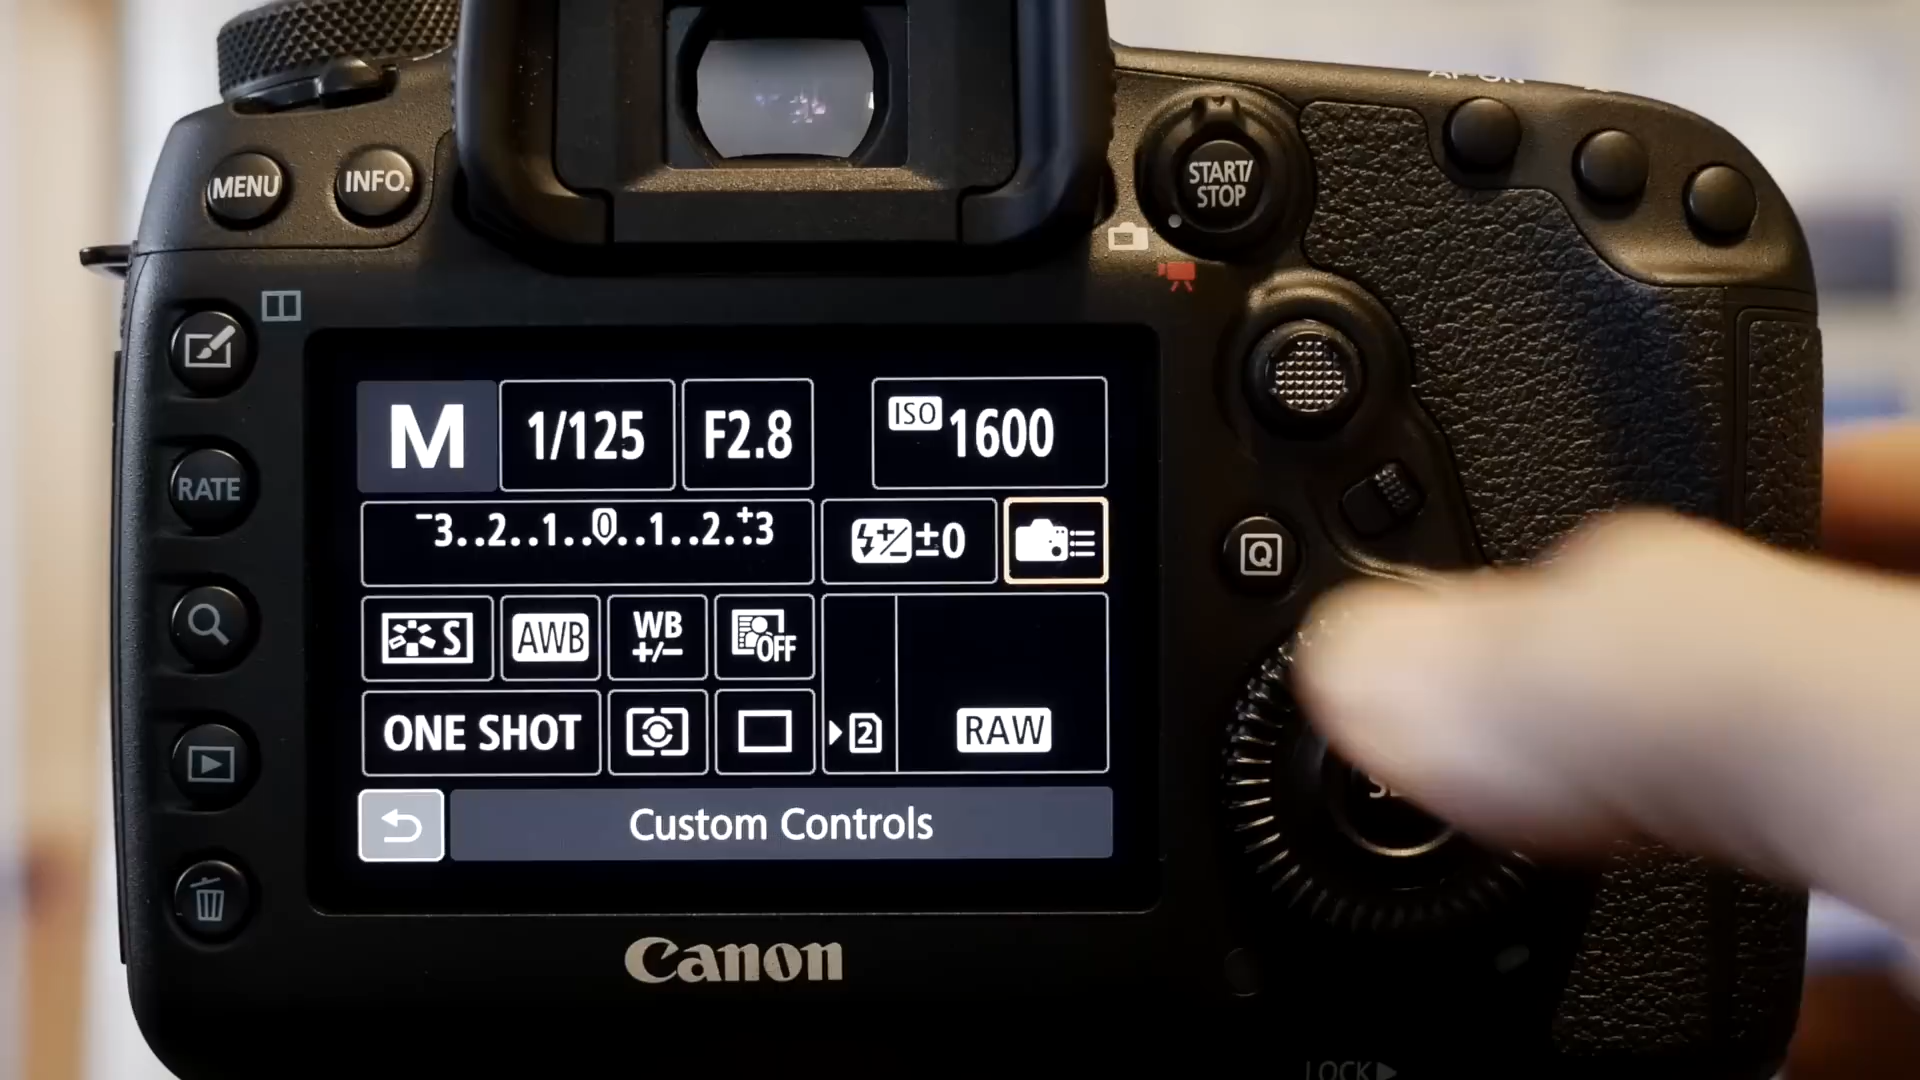 MENU
INFO.
START/
STOP
RATE
M
1/125
F2.8
ISO 1600
-3..2..1..0..1..2..+3
±0
Q
S
AWB
WB
+/-
OFF
ONE SHOT
2
RAW
Custom Controls
Canon
LOCK▶